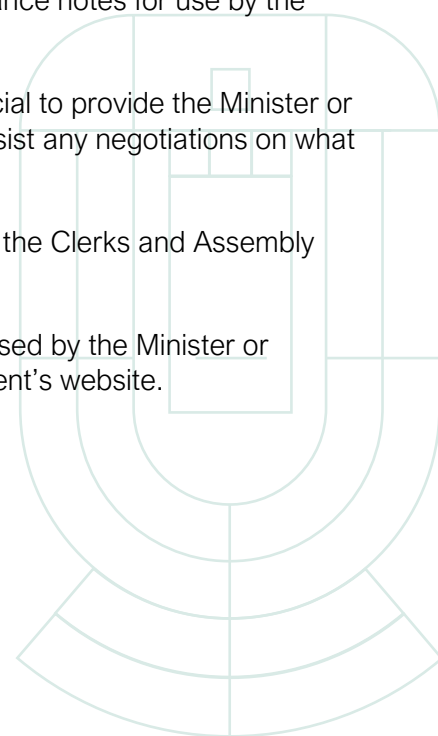 ance notes for use by the
cial to provide the Minister or
sist any negotiations on what
the Clerks and Assembly
sed by the Minister or
ent's website.